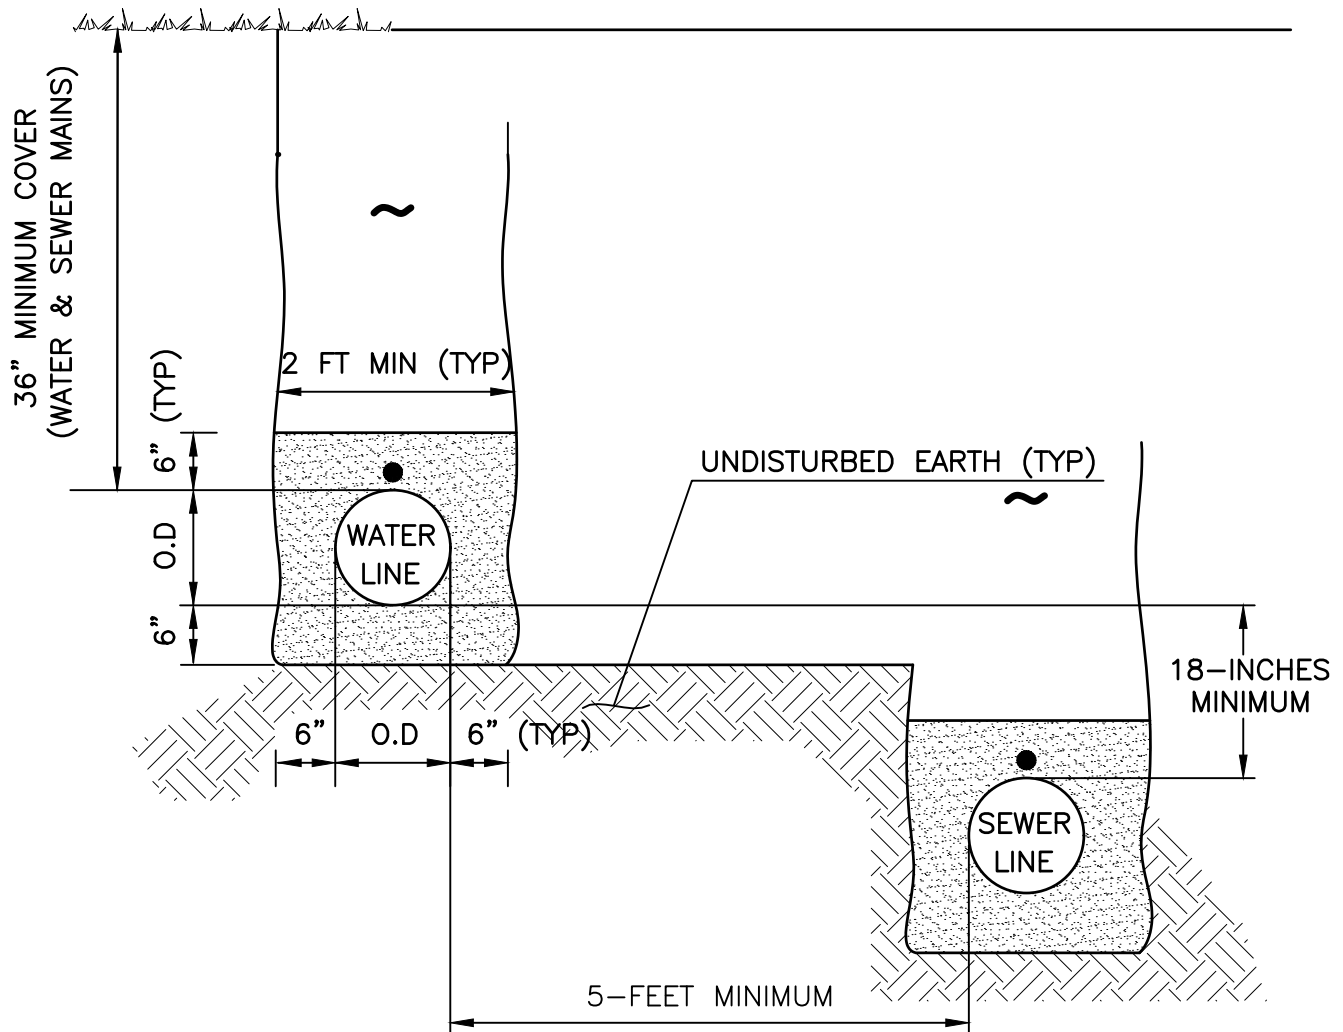 36” MINIMUM COVER
(WATER & SEWER MAINS)
2 FT MIN (TYP)
6” (TYP)
UNDISTURBED EARTH (TYP)
O.D
WATER
LINE
6”
18-INCHES
MINIMUM
6” O.D 6” (TYP)
SEWER
LINE
5-FEET MINIMUM